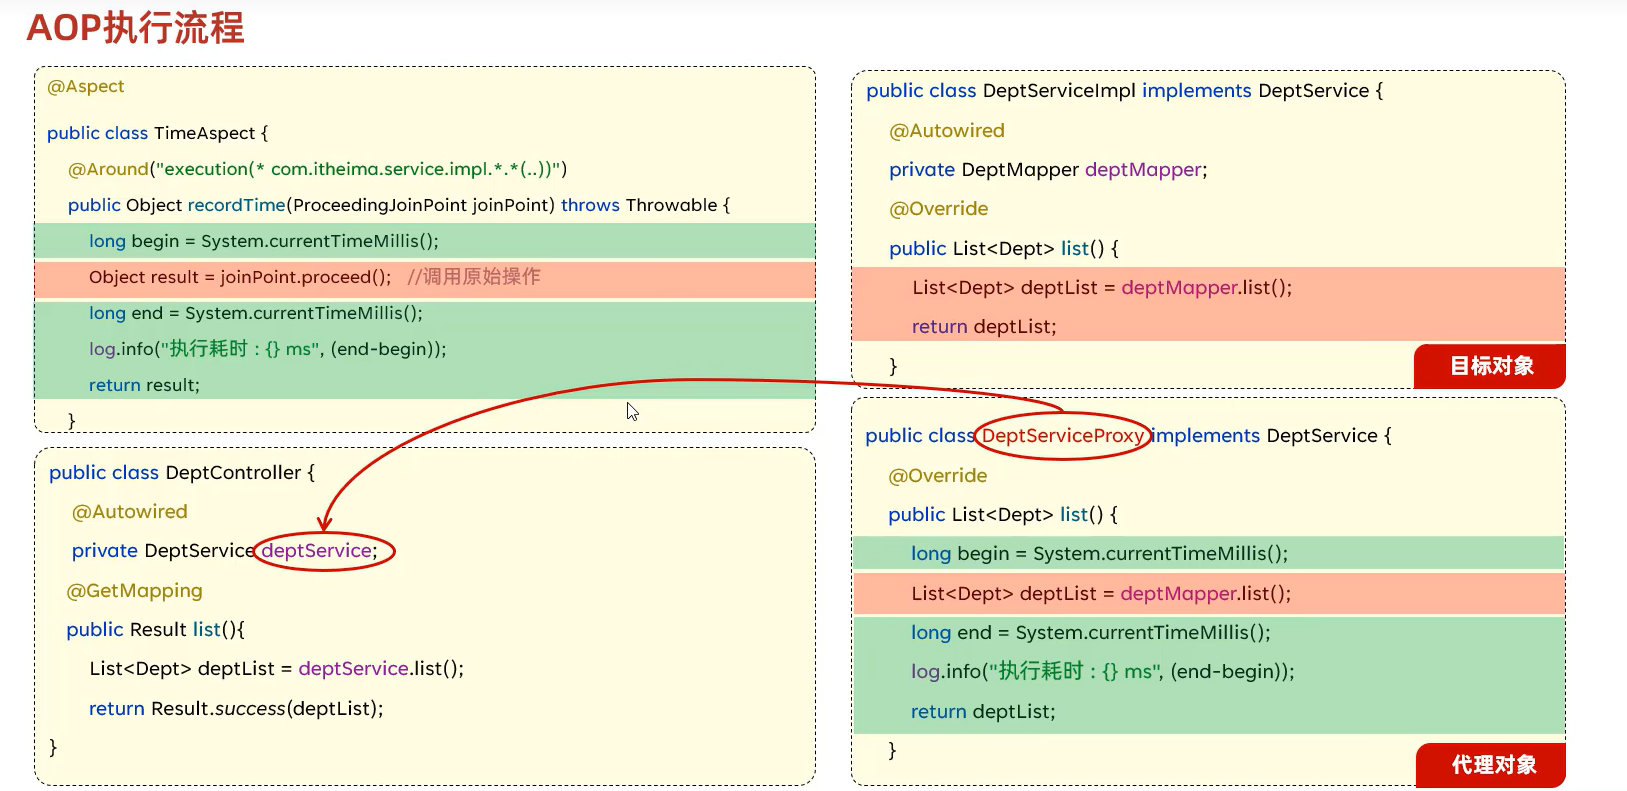 AOP执行流程
@Aspect
public class TimeAspect {
@Around("execution(* com.itheima.service.impl.*.*(..))")
public Object recordTime(ProceedingJoinPoint joinPoint) throws Throwable {
long begin = System.currentTimeMillis();
Object result = joinPoint.proceed(); //调用原始操作
long end = System.currentTimeMillis();
log.info("执行耗时 : {} ms", (end-begin));
return result;
}
public class DeptController {
@Autowired
private DeptService deptService;
@GetMapping
public Result list(){
List<Dept> deptList = deptService.list();
return Result.success(deptList);
}
public class DeptServiceImpl implements DeptService {
@Autowired
private DeptMapper deptMapper;
@Override
public List<Dept> list() {
List<Dept> deptList = deptMapper.list();
return deptList;
}
目标对象
public class DeptServiceProxy implements DeptService {
@Override
public List<Dept> list() {
long begin = System.currentTimeMillis();
List<Dept> deptList = deptMapper.list();
long end = System.currentTimeMillis();
log.info("执行耗时 : {} ms", (end-begin));
return deptList;
}
代理对象